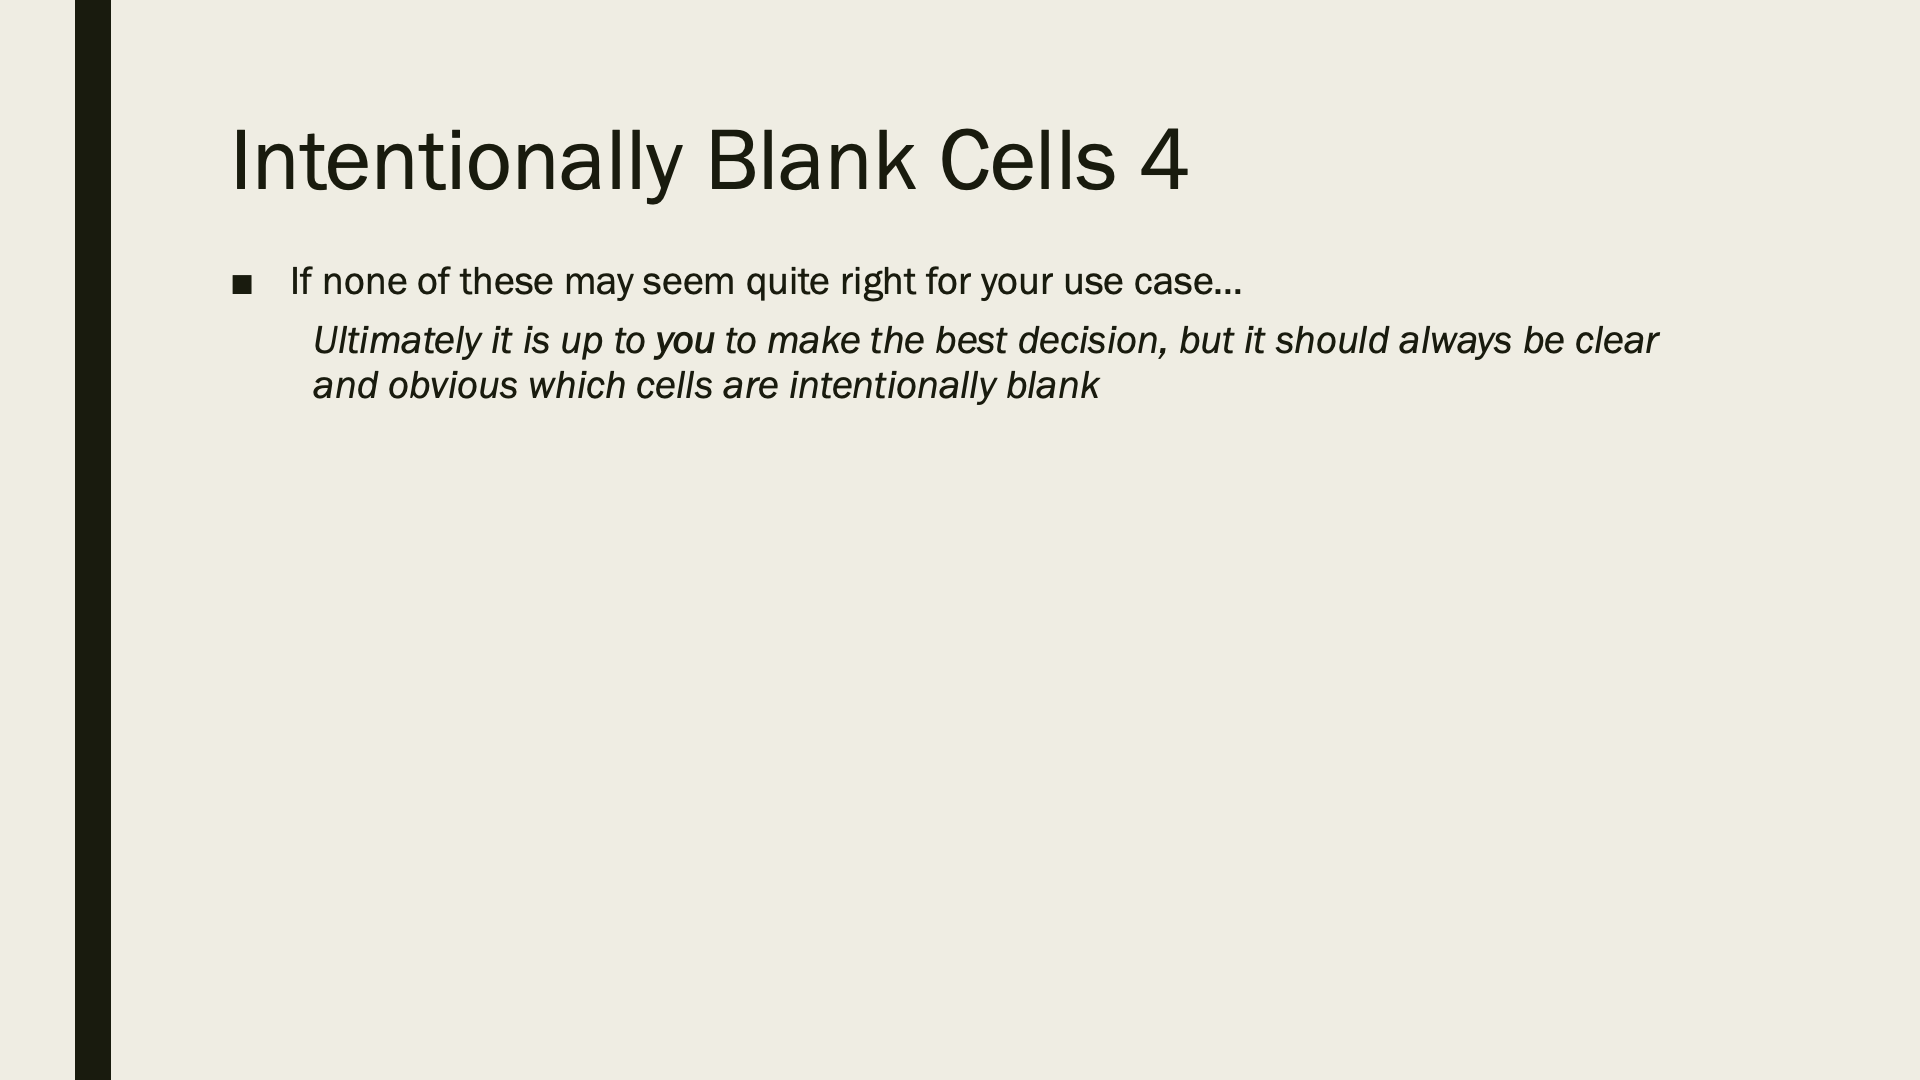 Intentionally Blank Cells 4
■ If none of these may seem quite right for your use case…
Ultimately it is up to you to make the best decision, but it should always be clear
and obvious which cells are intentionally blank